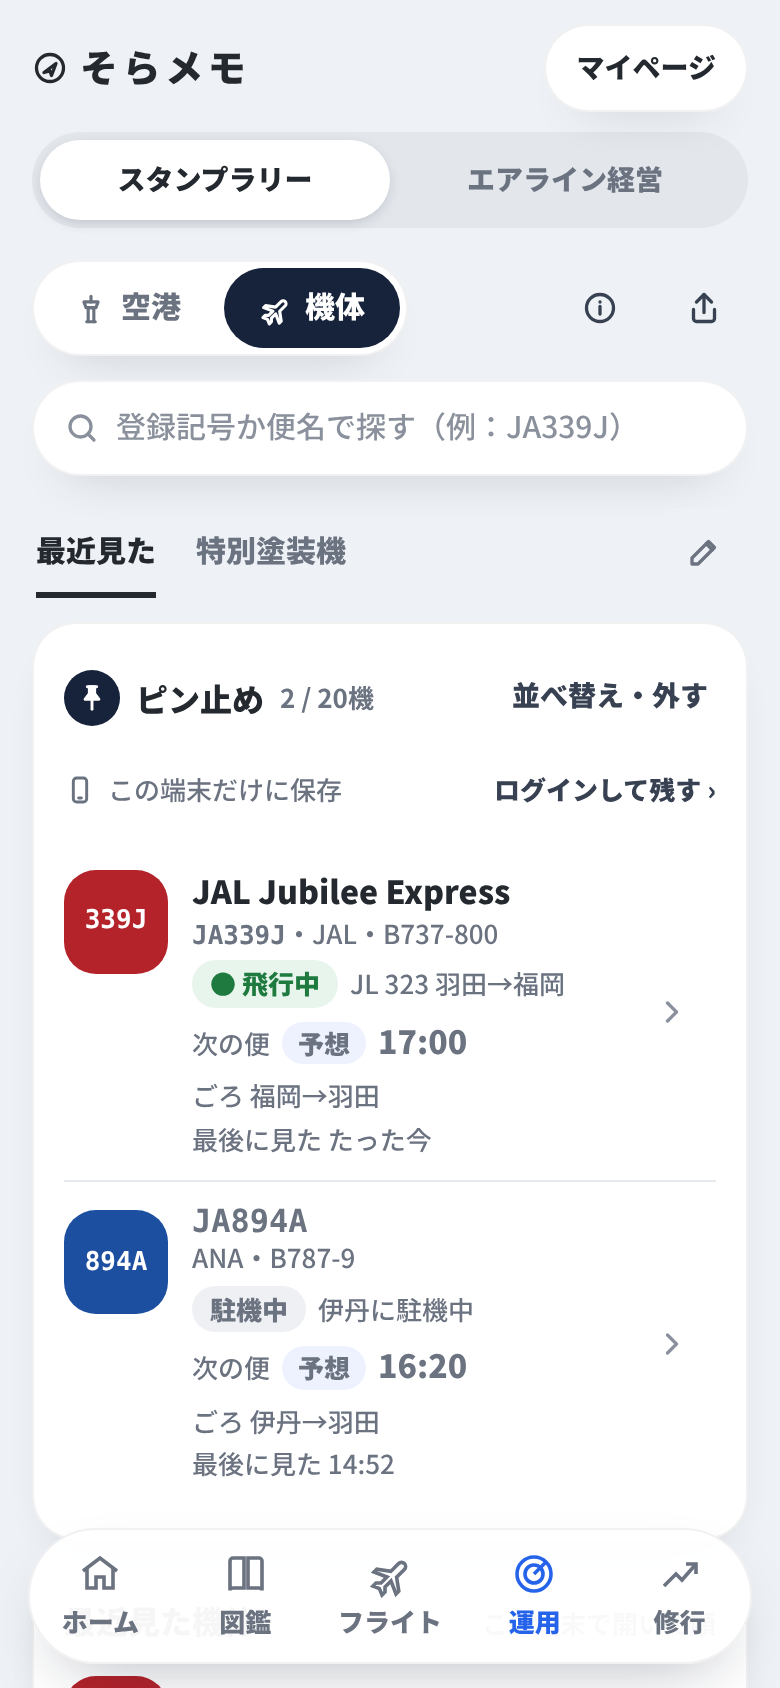 そらメモ
マイページ
スタンプラリー
エアライン経営
空港
機体
登録記号か便名で探す（例：JA339J）
最近見た
特別塗装機
ピン止め 2 / 20機
並べ替え・外す
この端末だけに保存
ログインして残す ›
339J
JAL Jubilee Express
JA339J・JAL・B737-800
飛行中 JL 323 羽田→福岡
次の便 予想 17:00
ごろ 福岡→羽田
最後に見た たった今
894A
JA894A
ANA・B787-9
駐機中 伊丹に駐機中
次の便 予想 16:20
ごろ 伊丹→羽田
最後に見た 14:52
ホーム
図鑑
フライト
運用
修行